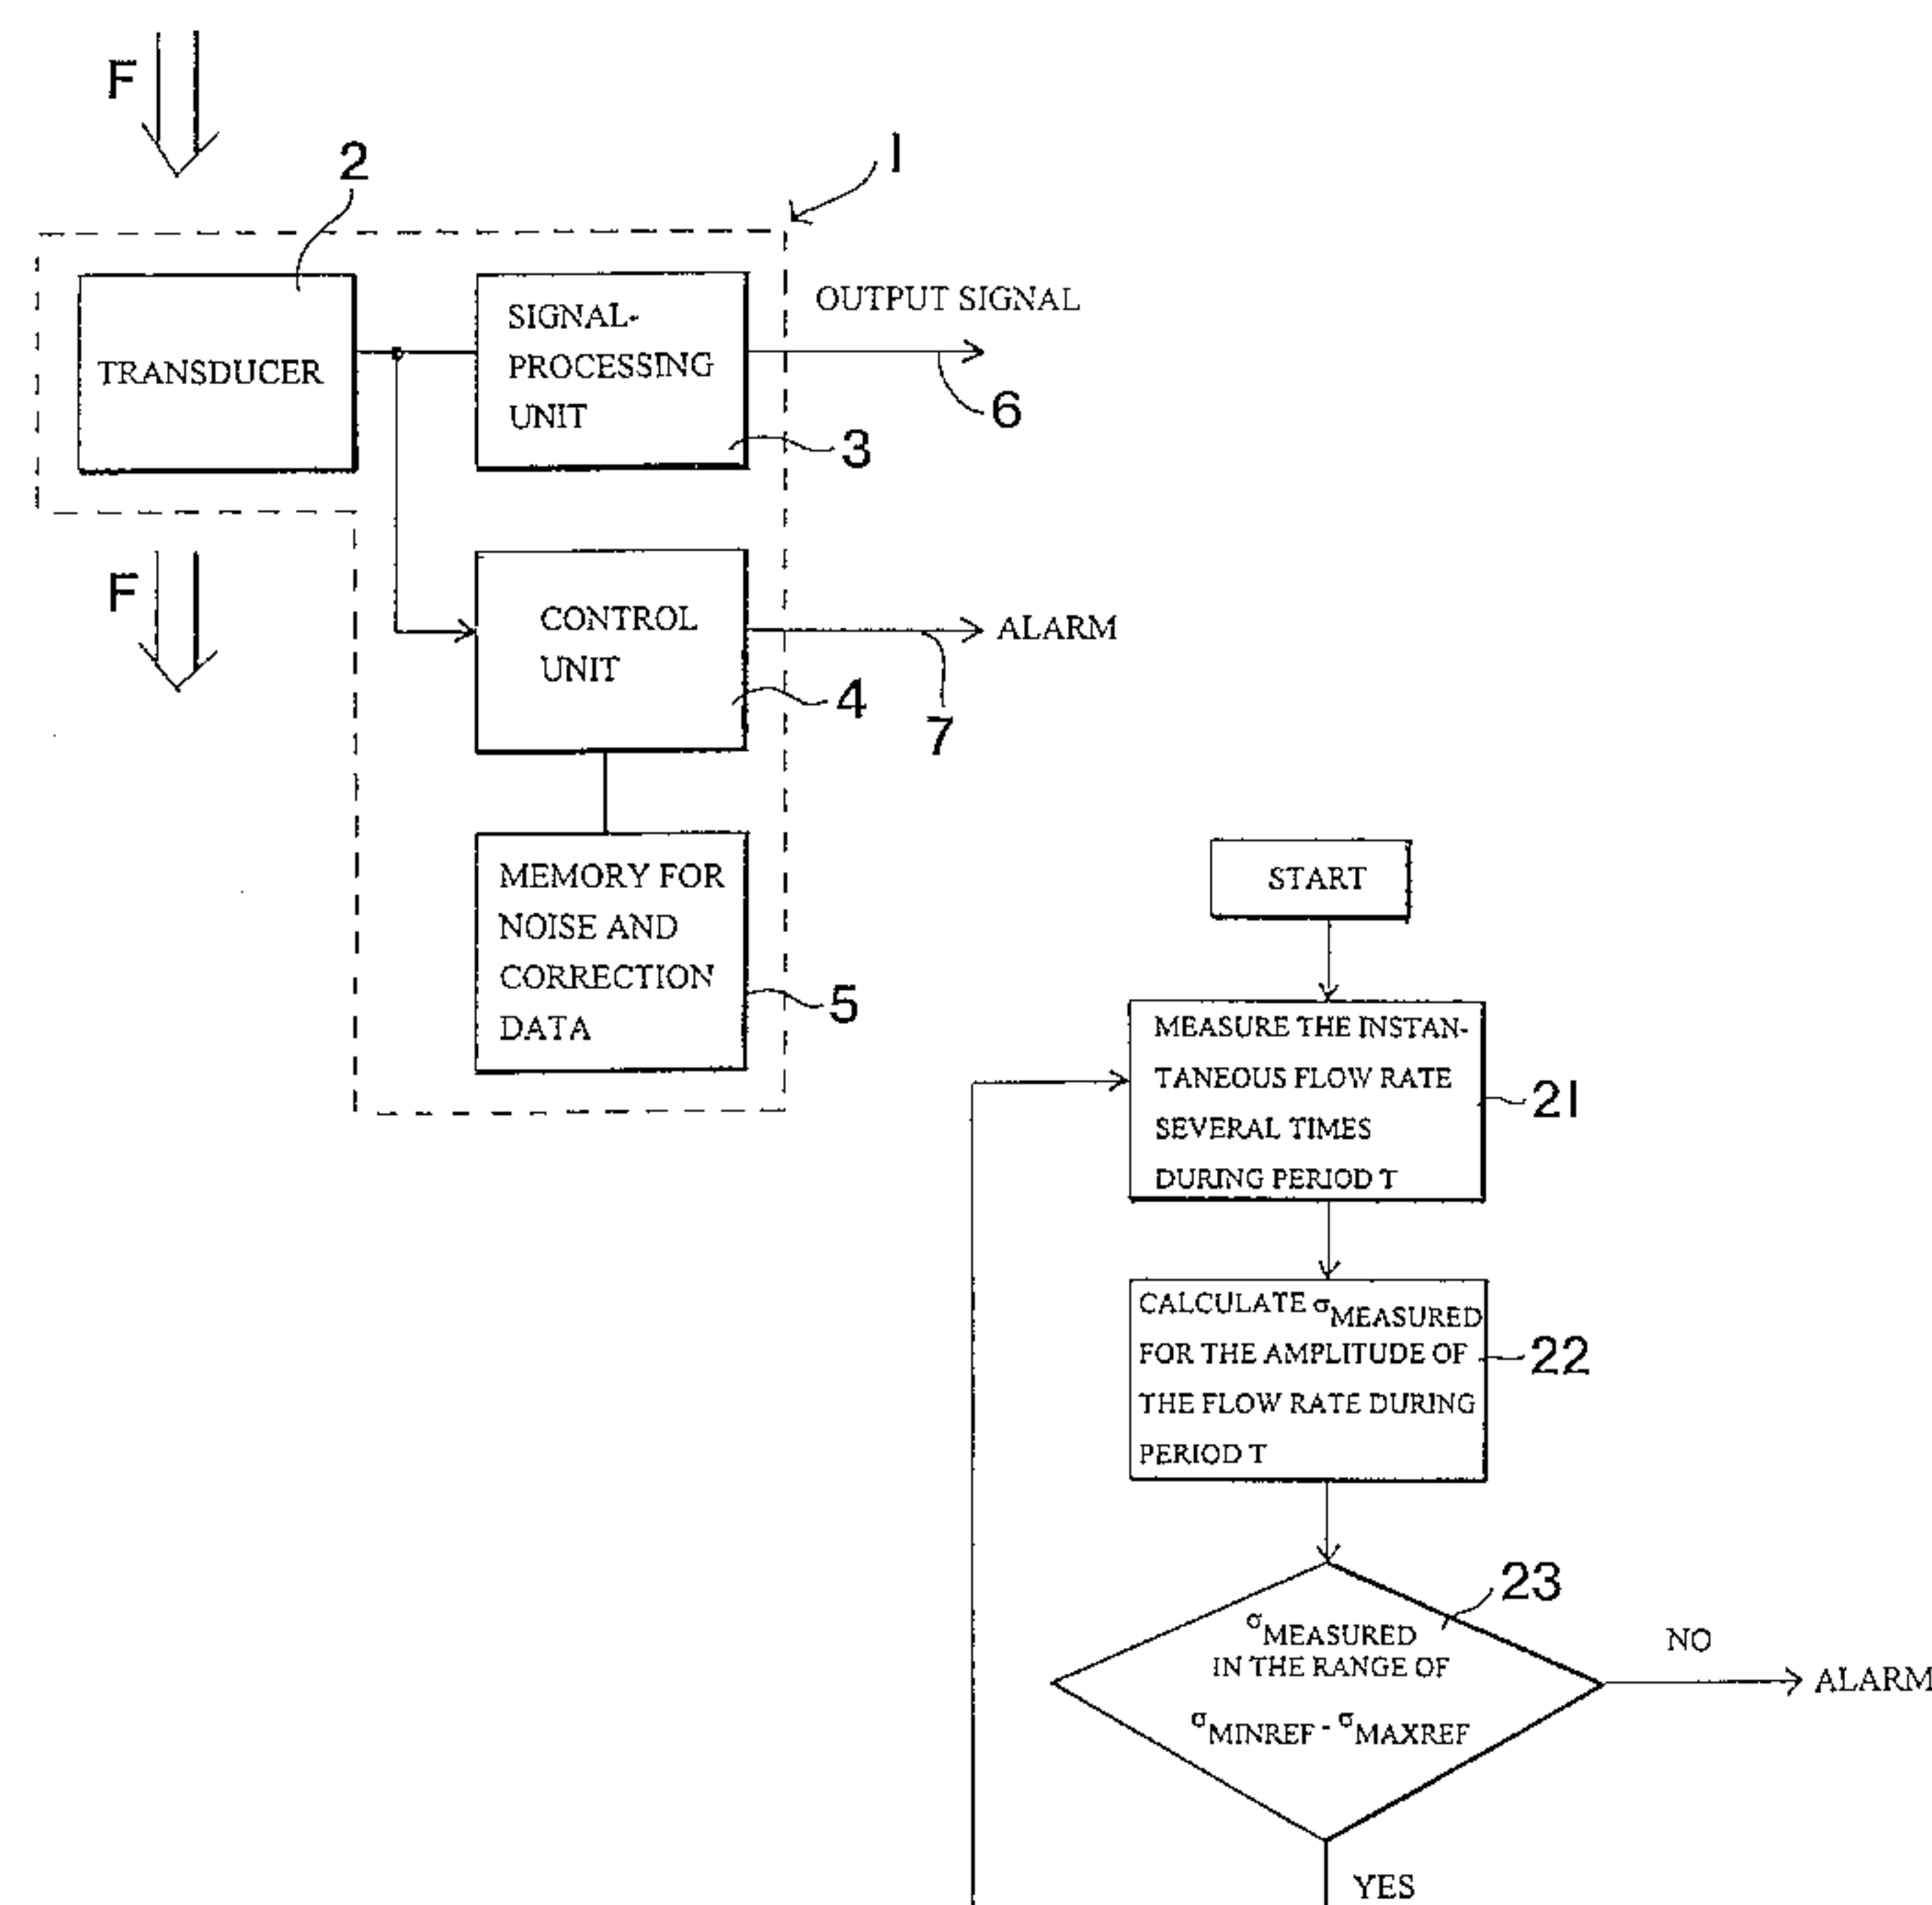 F
2
1
TRANSDUCER
SIGNAL-
PROCESSING
UNIT
3
OUTPUT SIGNAL
6
F
CONTROL
UNIT
4
ALARM
7
MEMORY FOR
NOISE AND
CORRECTION
DATA
5
START
MEASURE THE INSTAN-
TANEOUS FLOW RATE
SEVERAL TIMES
DURING PERIOD T
21
CALCULATE σMEASURED
FOR THE AMPLITUDE OF
THE FLOW RATE DURING
PERIOD T
22
σMEASURED
IN THE RANGE OF
σMINREF - σMAXREF
23
NO
ALARM
YES